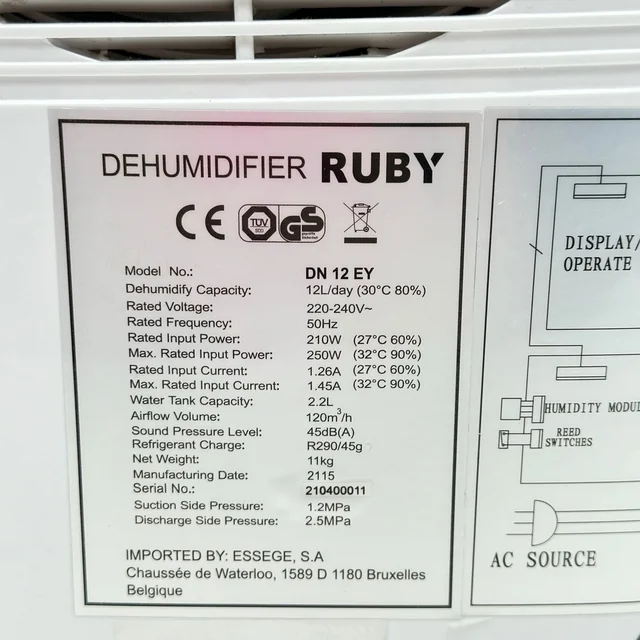 DEHUMIDIFIER RUBY
CE TÜV GS
Model No.: DN 12 EY
Dehumidify Capacity: 12L/day (30°C 80%)
Rated Voltage: 220-240V~
Rated Frequency: 50Hz
Rated Input Power: 210W (27°C 60%)
Max. Rated Input Power: 250W (32°C 90%)
Rated Input Current: 1.26A (27°C 60%)
Max. Rated Input Current: 1.45A (32°C 90%)
Water Tank Capacity: 2.2L
Airflow Volume: 120m³/h
Sound Pressure Level: 45dB(A)
Refrigerant Charge: R290/45g
Net Weight: 11kg
Manufacturing Date: 2115
Serial No.: 210400011
Suction Side Pressure: 1.2MPa
Discharge Side Pressure: 2.5MPa
IMPORTED BY: ESSEGE, S.A
Chaussée de Waterloo, 1589 D 1180 Bruxelles
Belgique
DISPLAY/
OPERATE
HUMIDITY MODUL
REED
SWITCHES
AC SOURCE